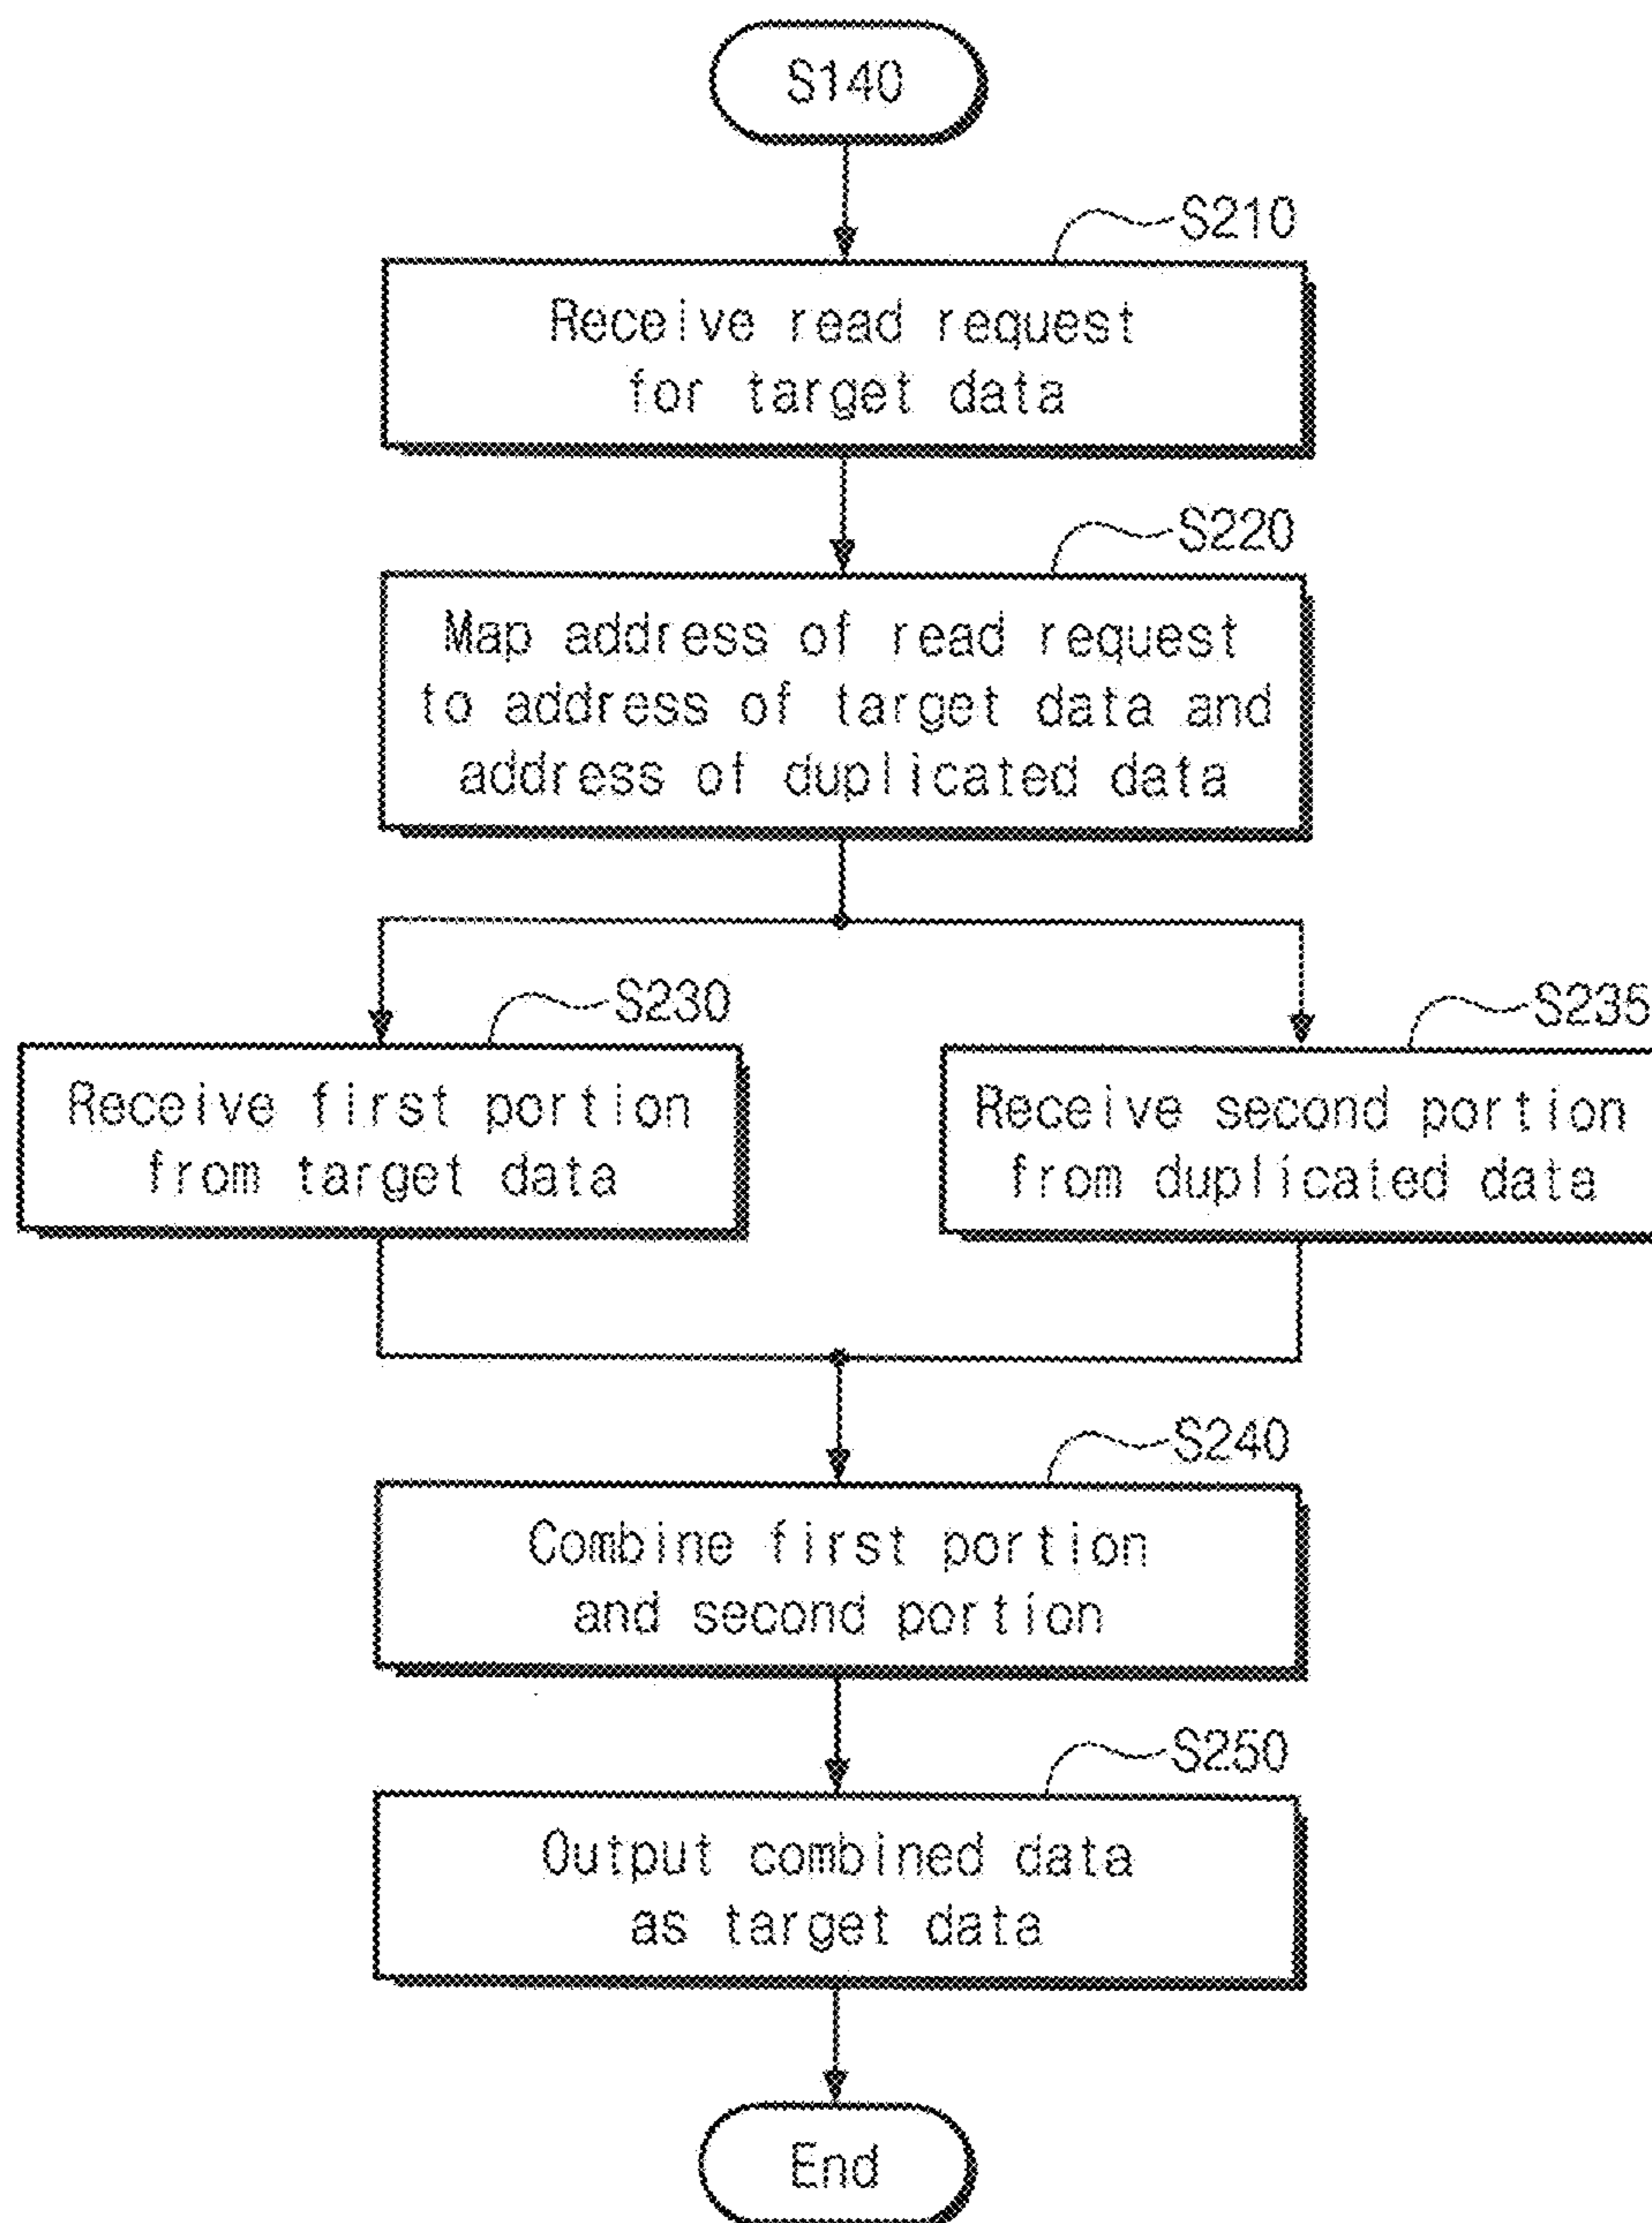 S140
S210
Receive read request
for target data
S220
Map address of read request
to address of target data and
address of duplicated data
S230
Receive first portion
from target data
S235
Receive second portion
from duplicated data
S240
Combine first portion
and second portion
S250
Output combined data
as target data
End